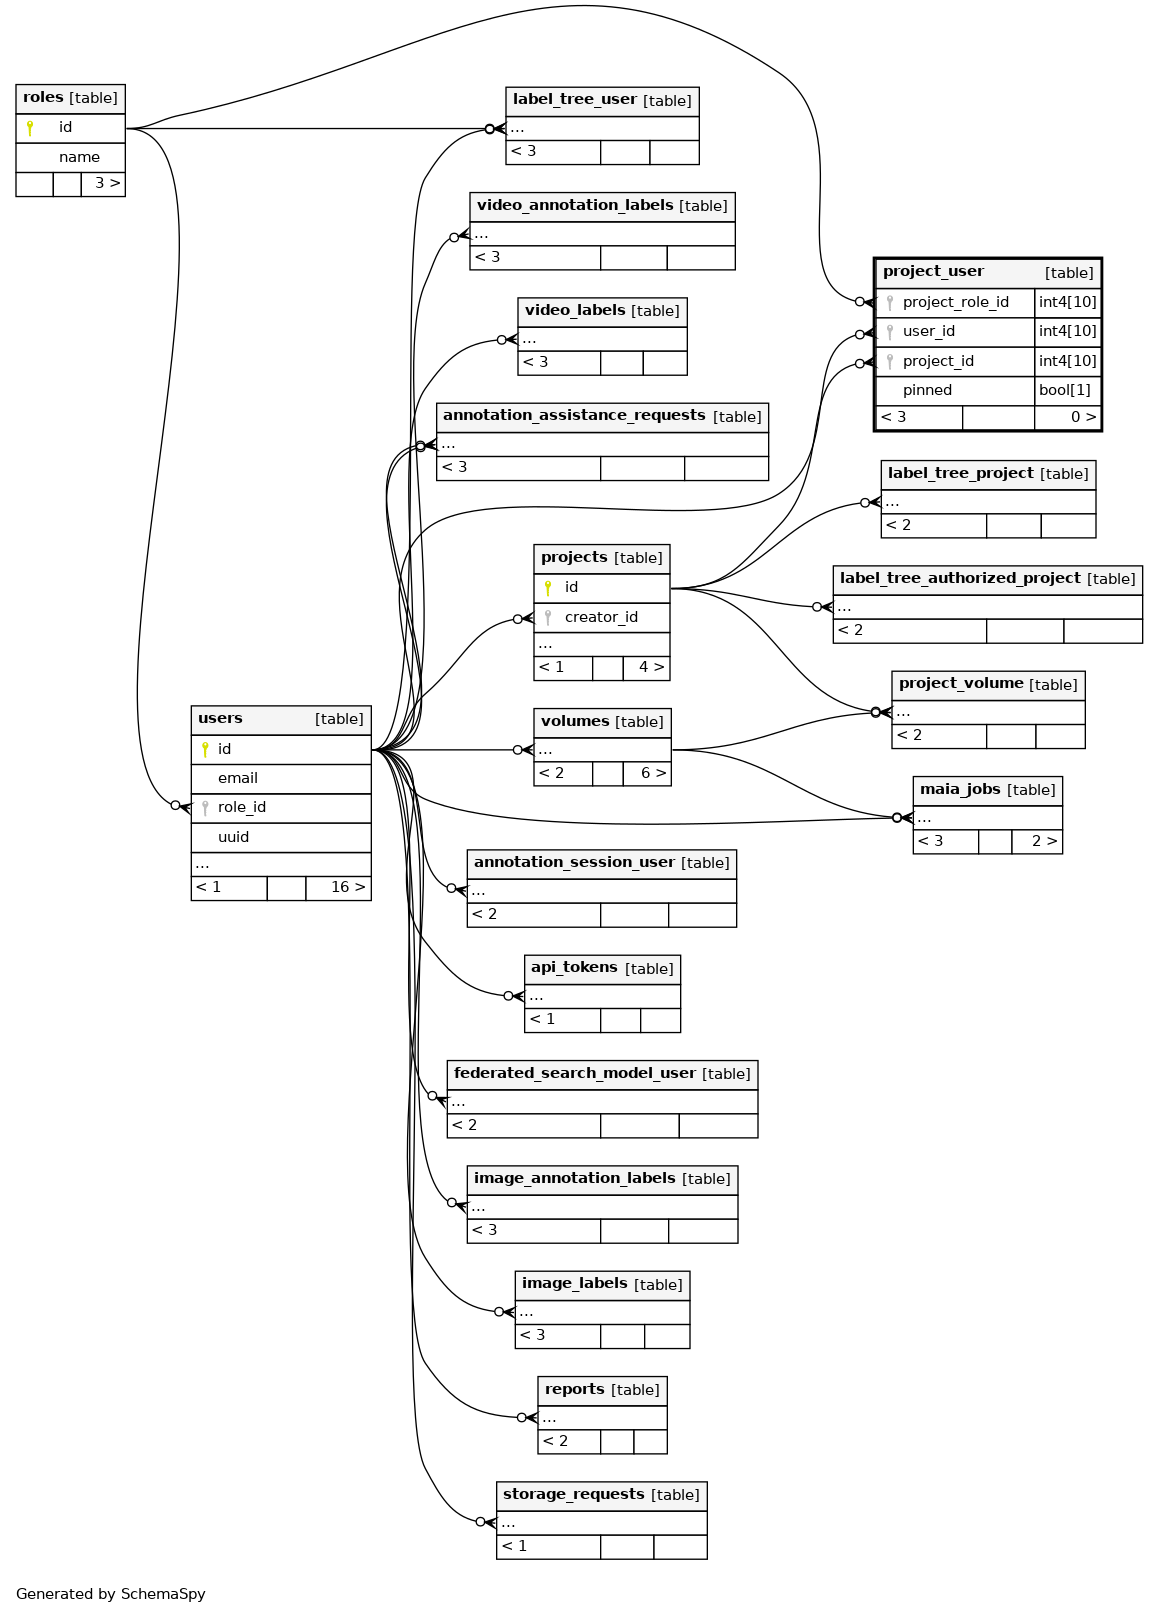 roles [table]
id
name
3 >
label_tree_user [table]
...
< 3
video_annotation_labels [table]
...
< 3
video_labels [table]
...
< 3
annotation_assistance_requests [table]
...
< 3
project_user [table]
project_role_id int4[10]
user_id int4[10]
project_id int4[10]
pinned bool[1]
< 3 0 >
label_tree_project [table]
...
< 2
projects [table]
id
creator_id
...
< 1 4 >
label_tree_authorized_project [table]
...
< 2
project_volume [table]
...
< 2
users [table]
id
email
role_id
uuid
...
< 1 16 >
volumes [table]
...
< 2 6 >
maia_jobs [table]
...
< 3 2 >
annotation_session_user [table]
...
< 2
api_tokens [table]
...
< 1
federated_search_model_user [table]
...
< 2
image_annotation_labels [table]
...
< 3
image_labels [table]
...
< 3
reports [table]
...
< 2
storage_requests [table]
...
< 1
Generated by SchemaSpy